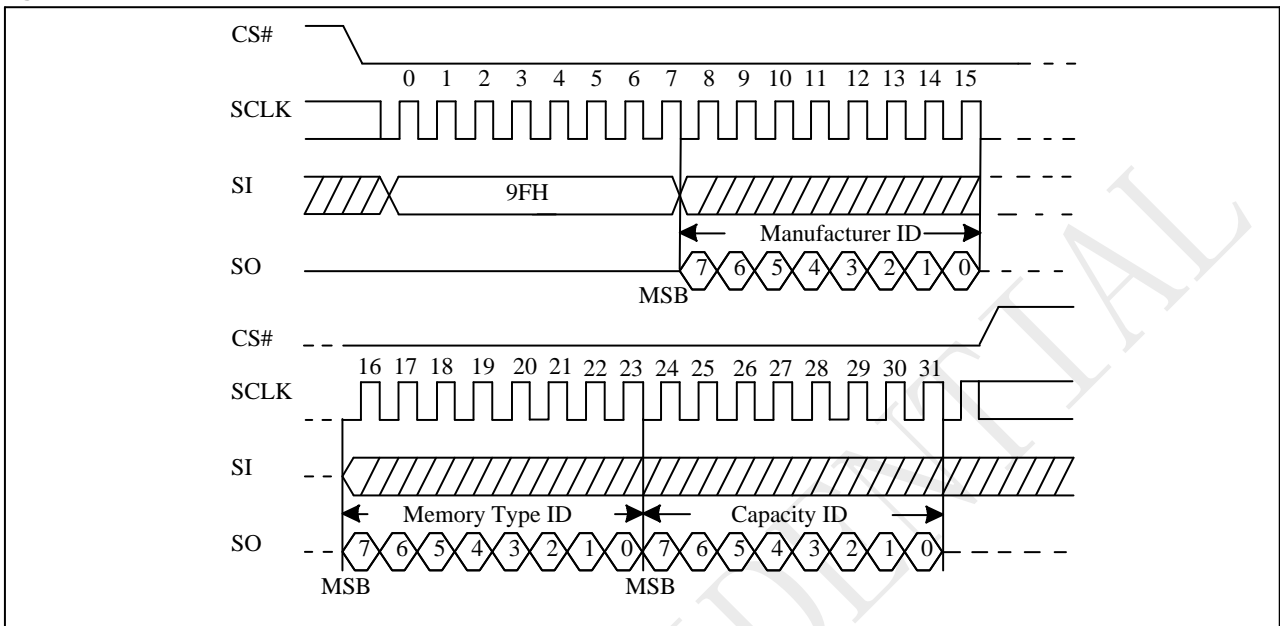 CS#
0 1 2 3 4 5 6 7 8 9 10 11 12 13 14 15
SCLK
SI 9FH
Manufacturer ID
SO 7 6 5 4 3 2 1 0
MSB
CS#
16 17 18 19 20 21 22 23 24 25 26 27 28 29 30 31
SCLK
SI
Memory Type ID Capacity ID
SO 7 6 5 4 3 2 1 0 7 6 5 4 3 2 1 0
MSB MSB